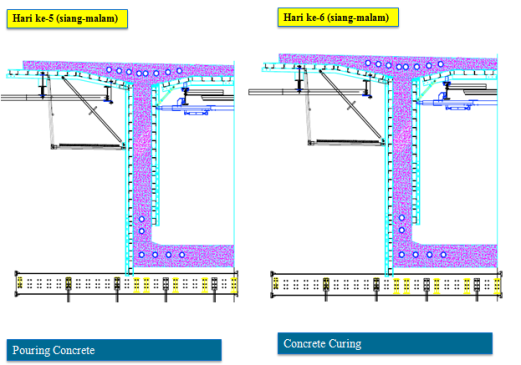 Hari ke-5 (siang-malam)
Hari ke-6 (siang-malam)
Pouring Concrete
Concrete Curing